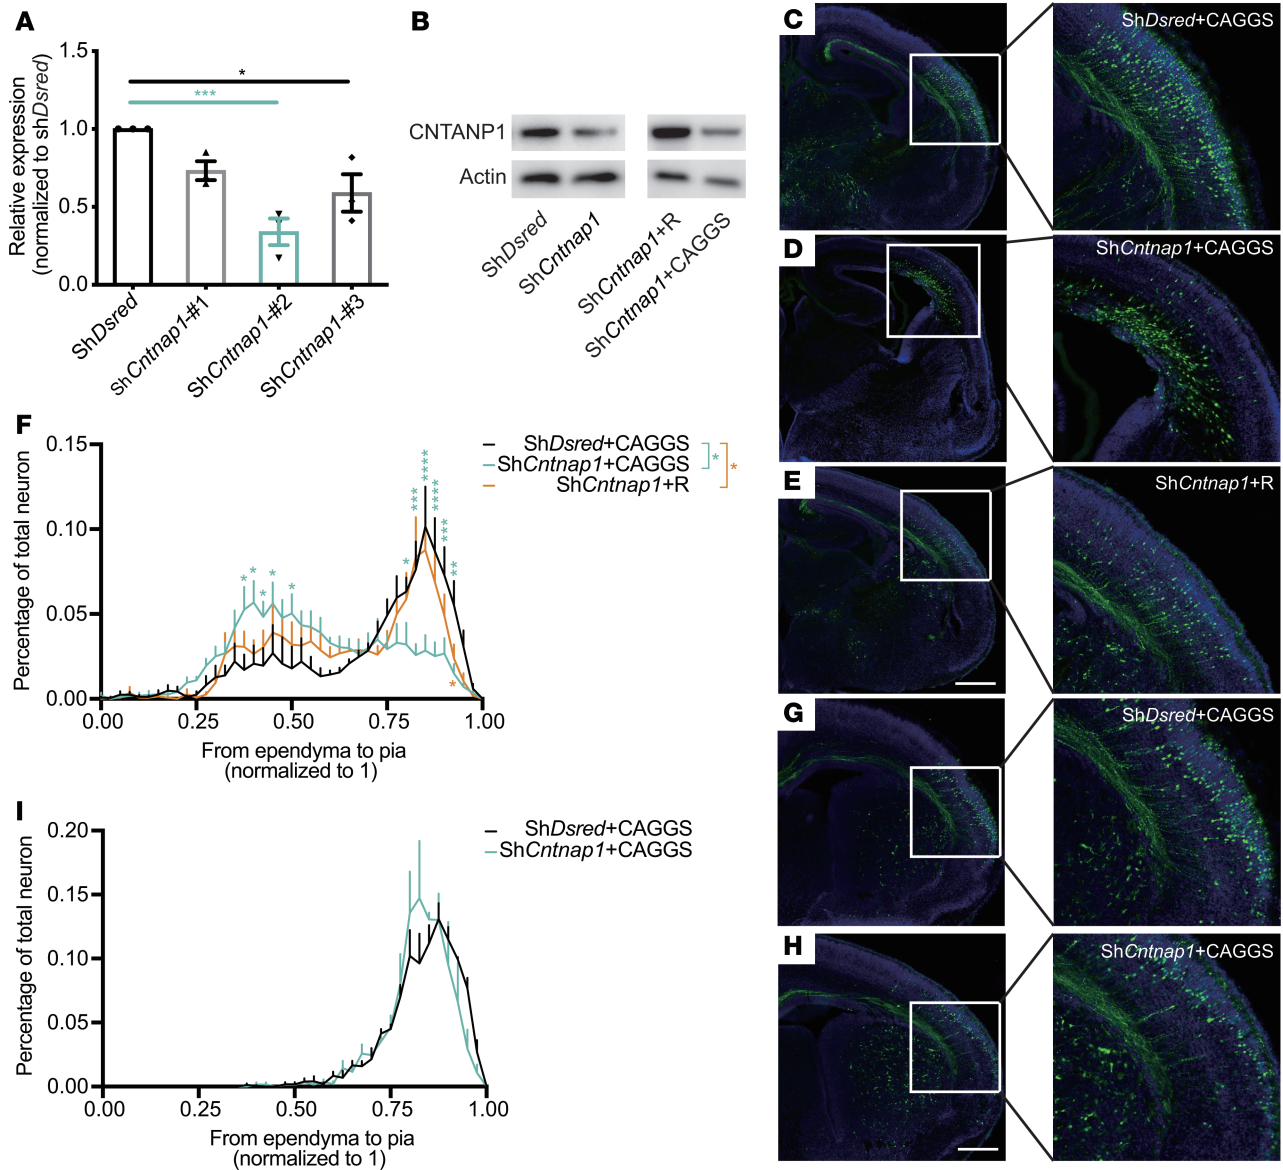 A
Relative expression
(normalized to shDsred)
1.5
1.0
0.5
0.0
*
***
ShDsred
ShCntnap1-#1
ShCntnap1-#2
ShCntnap1-#3
B
CNTANP1
Actin
ShDsred
ShCntnap1
ShCntnap1+R
ShCntnap1+CAGGS
C
ShDsred+CAGGS
D
ShCntnap1+CAGGS
E
ShCntnap1+R
F
Percentage of total neuron
0.15
0.10
0.05
0.00
0.00
0.25
0.50
0.75
1.00
From ependyma to pia
(normalized to 1)
ShDsred+CAGGS
ShCntnap1+CAGGS
ShCntnap1+R
*
*
*
*
*
*
*
*
***
****
****
***
**
*
G
ShDsred+CAGGS
H
ShCntnap1+CAGGS
I
Percentage of total neuron
0.20
0.15
0.10
0.05
0.00
0.00
0.25
0.50
0.75
1.00
From ependyma to pia
(normalized to 1)
ShDsred+CAGGS
ShCntnap1+CAGGS